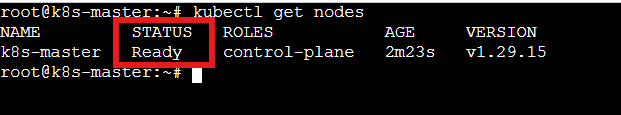 root@k8s-master:~# kubectl get nodes
NAME STATUS ROLES AGE VERSION
k8s-master Ready control-plane 2m23s v1.29.15
root@k8s-master:~#